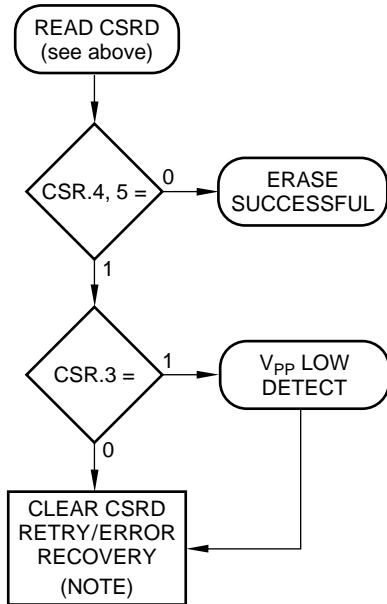 READ CSRD
(see above)
CSR.4, 5 =
0
ERASE
SUCCESSFUL
1
CSR.3 =
1
VPP LOW
DETECT
0
CLEAR CSRD
RETRY/ERROR
RECOVERY
(NOTE)